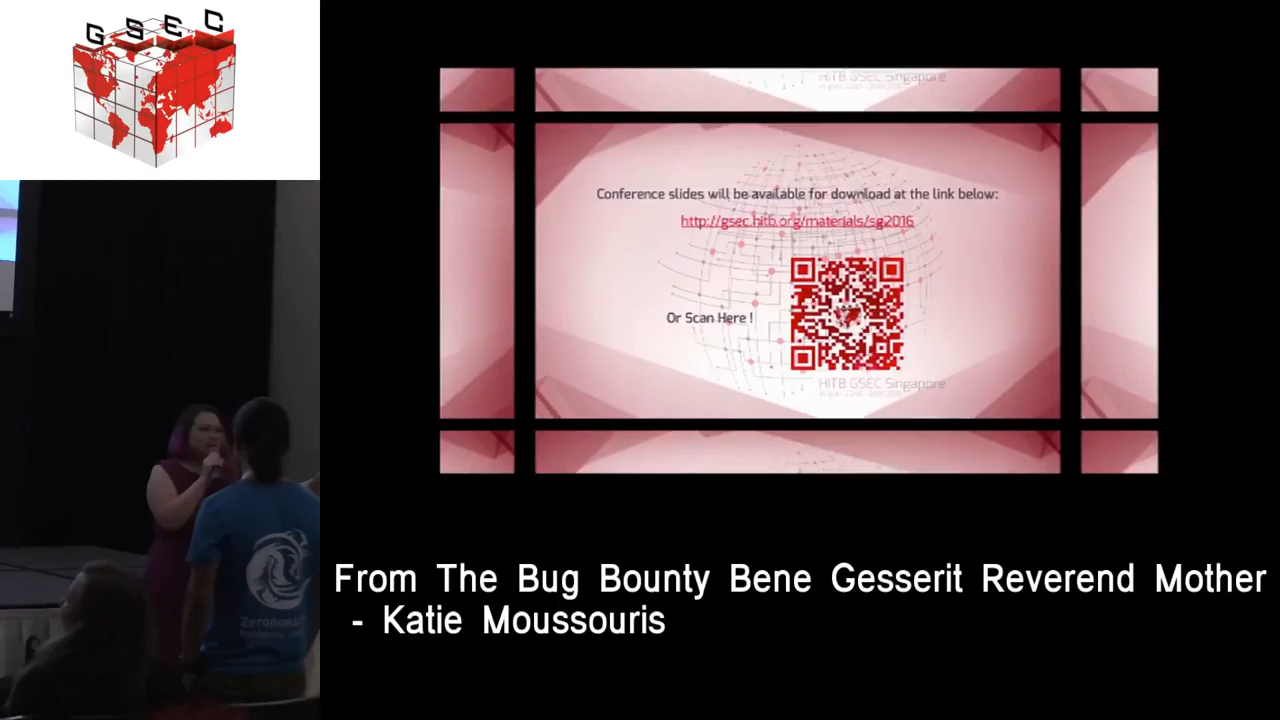 G S E C
HITB GSEC Singapore
Conference slides will be available for download at the link below:
http://gsec.hitb.org/materials/sg2016
Or Scan Here !
HITB GSEC Singapore
From The Bug Bounty Bene Gesserit Reverend Mother
- Katie Moussouris